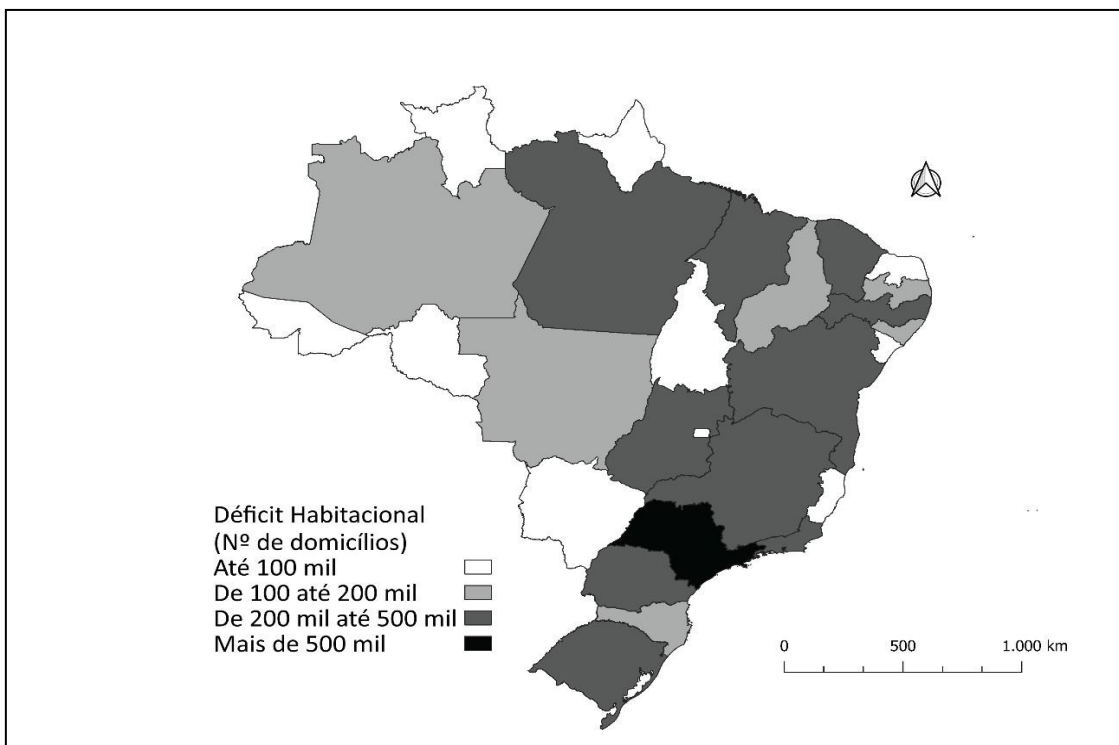 Déficit Habitacional
(Nº de domicílios)
Até 100 mil
De 100 até 200 mil
De 200 mil até 500 mil
Mais de 500 mil
0 500 1.000 km